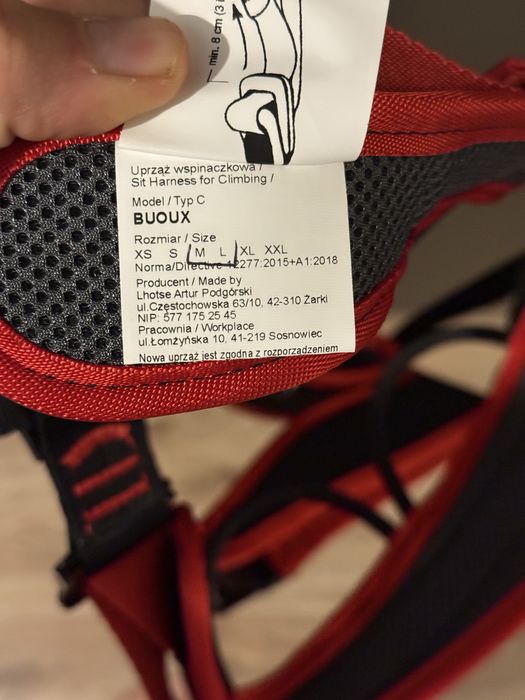 min. 8 cm (3
Uprząż wspinaczkowa /
Sit Harness for Climbing /
Model / Typ C
BUOUX
Rozmiar / Size
XS S M L XL XXL
Norma/Directive 12277:2015+A1:2018
Producent / Made by
Lhotse Artur Podgórski
ul.Częstochowska 63/10, 42-310 Żarki
NIP: 577 175 25 45
Pracownia / Workplace
ul.Łomżyńska 10, 41-219 Sosnowiec
Nowa uprząż jest zgodna z rozporządzeniem